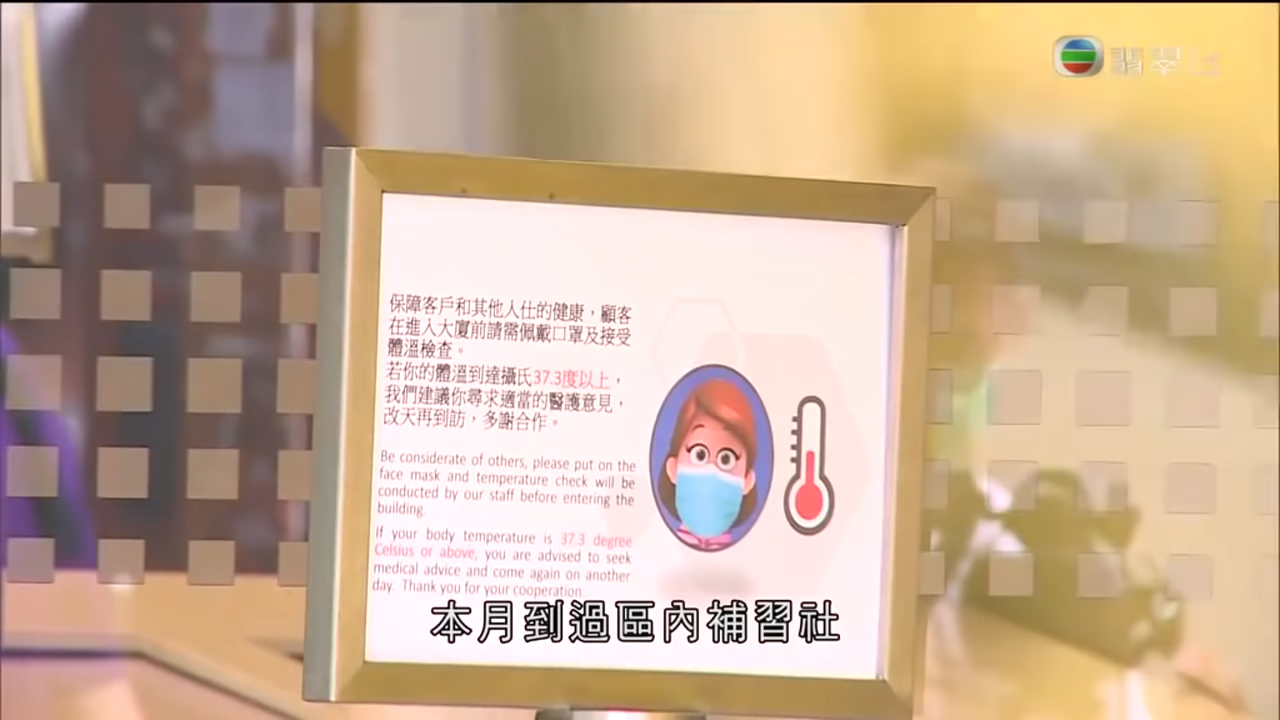 翡翠台
保障客戶和其他人仕的健康，顧客
在進入大廈前請需佩戴口罩及接受
體溫檢查。
若你的體溫到達攝氏37.3度以上，
我們建議你尋求適當的醫護意見，
改天再到訪，多謝合作。
Be considerate of others, please put on the
face mask and temperature check will be
conducted by our staff before entering the
building.
If your body temperature is 37.3 degree
Celsius or above, you are advised to seek
medical advice and come again on another
day. Thank you for your cooperation.
本月到過區內補習社